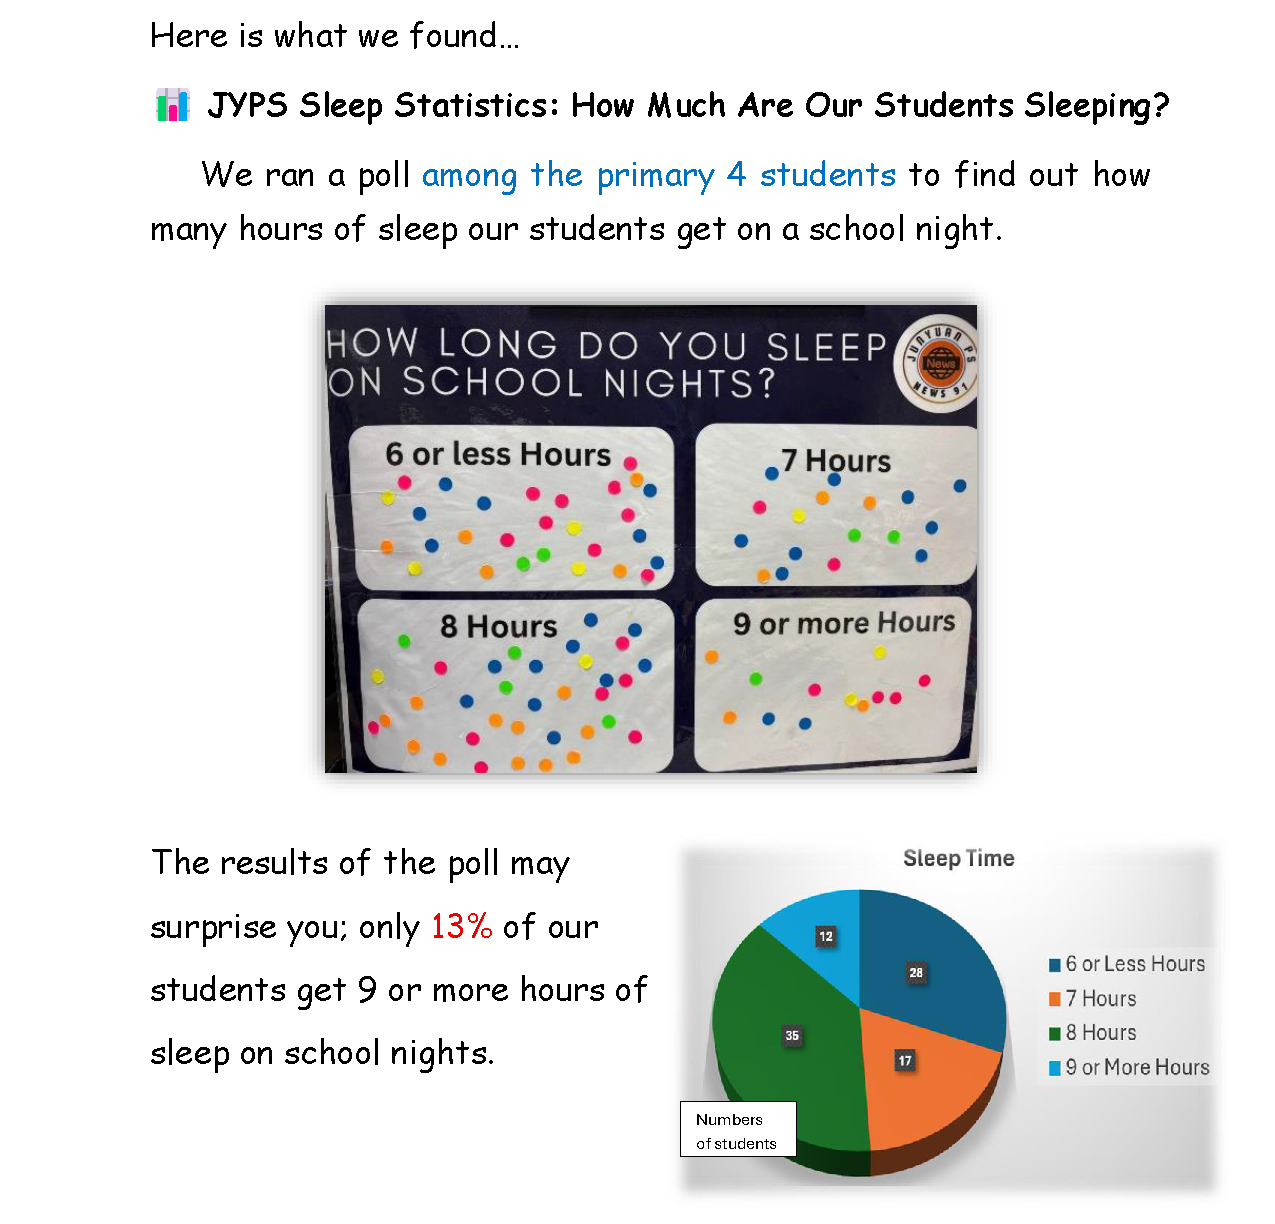 Here is what we found…
JYPS Sleep Statistics: How Much Are Our Students Sleeping?
We ran a poll among the primary 4 students to find out how
many hours of sleep our students get on a school night.
HOW LONG DO YOU SLEEP
ON SCHOOL NIGHTS?
JUNYUAN PS
News
NEWS 91
6 or less Hours
7 Hours
8 Hours
9 or more Hours
The results of the poll may
surprise you; only 13% of our
students get 9 or more hours of
sleep on school nights.
Sleep Time
12
28
35
17
6 or Less Hours
7 Hours
8 Hours
9 or More Hours
Numbers
of students